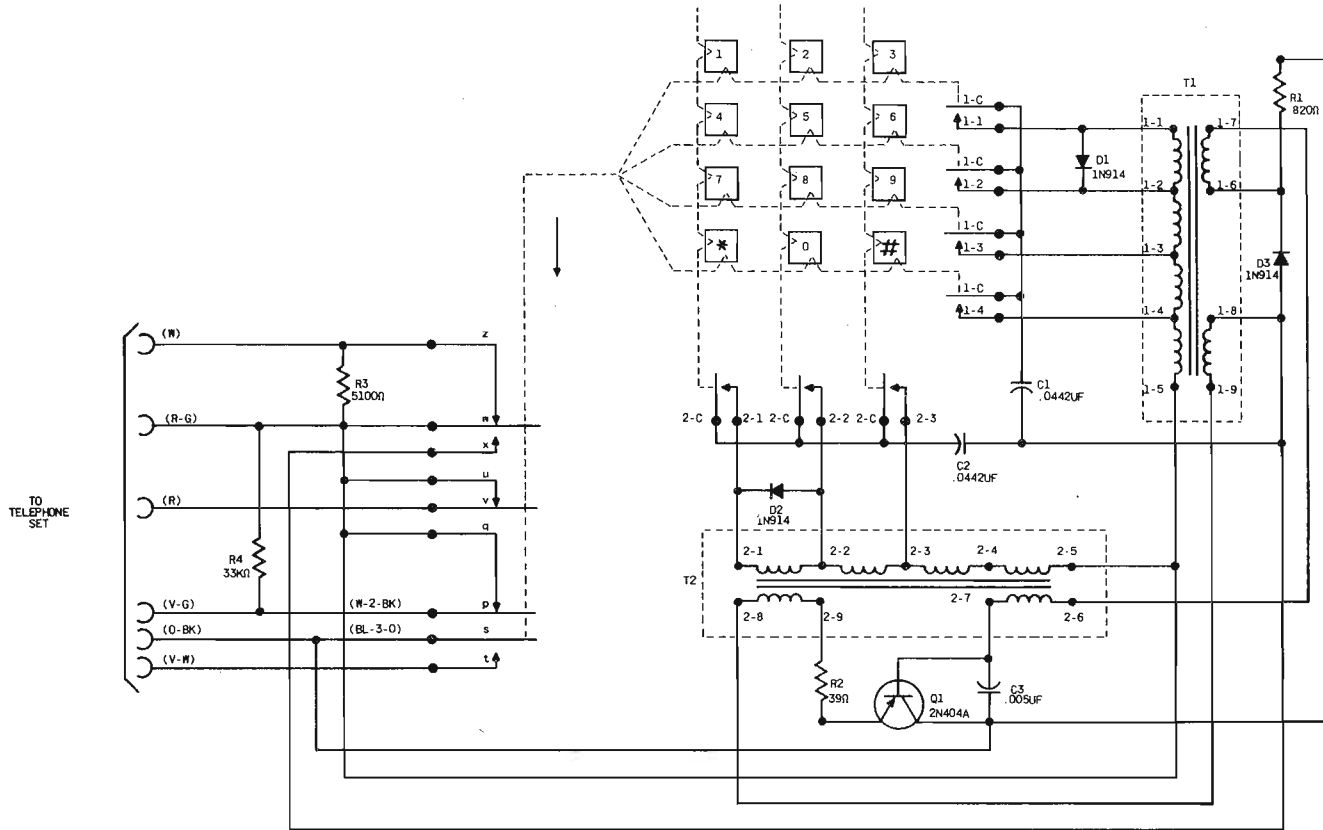 1 2 3
4 5 6
7 8 9
* 0 #
1-C
1-1
1-C
1-2
1-C
1-3
1-C
1-4
D1
1N914
T1
1-1
1-2
1-3
1-4
1-5
1-7
1-6
1-8
1-9
R1
820Ω
D3
1N914
C1
.0442UF
2-C 2-1 2-C 2-2 2-C 2-3
C2
.0442UF
D2
1N914
T2
2-1 2-2 2-3 2-4 2-5
2-8 2-9 2-7 2-6
R2
39Ω
Q1
2N404A
C3
.005UF
TO
TELEPHONE
SET
(W)
z
R3
5100Ω
(R-G)
x
u
(R)
v
q
R4
33KΩ
(V-G) (W-2-BK) p
(O-BK) (BL-3-O) s
(V-W) t